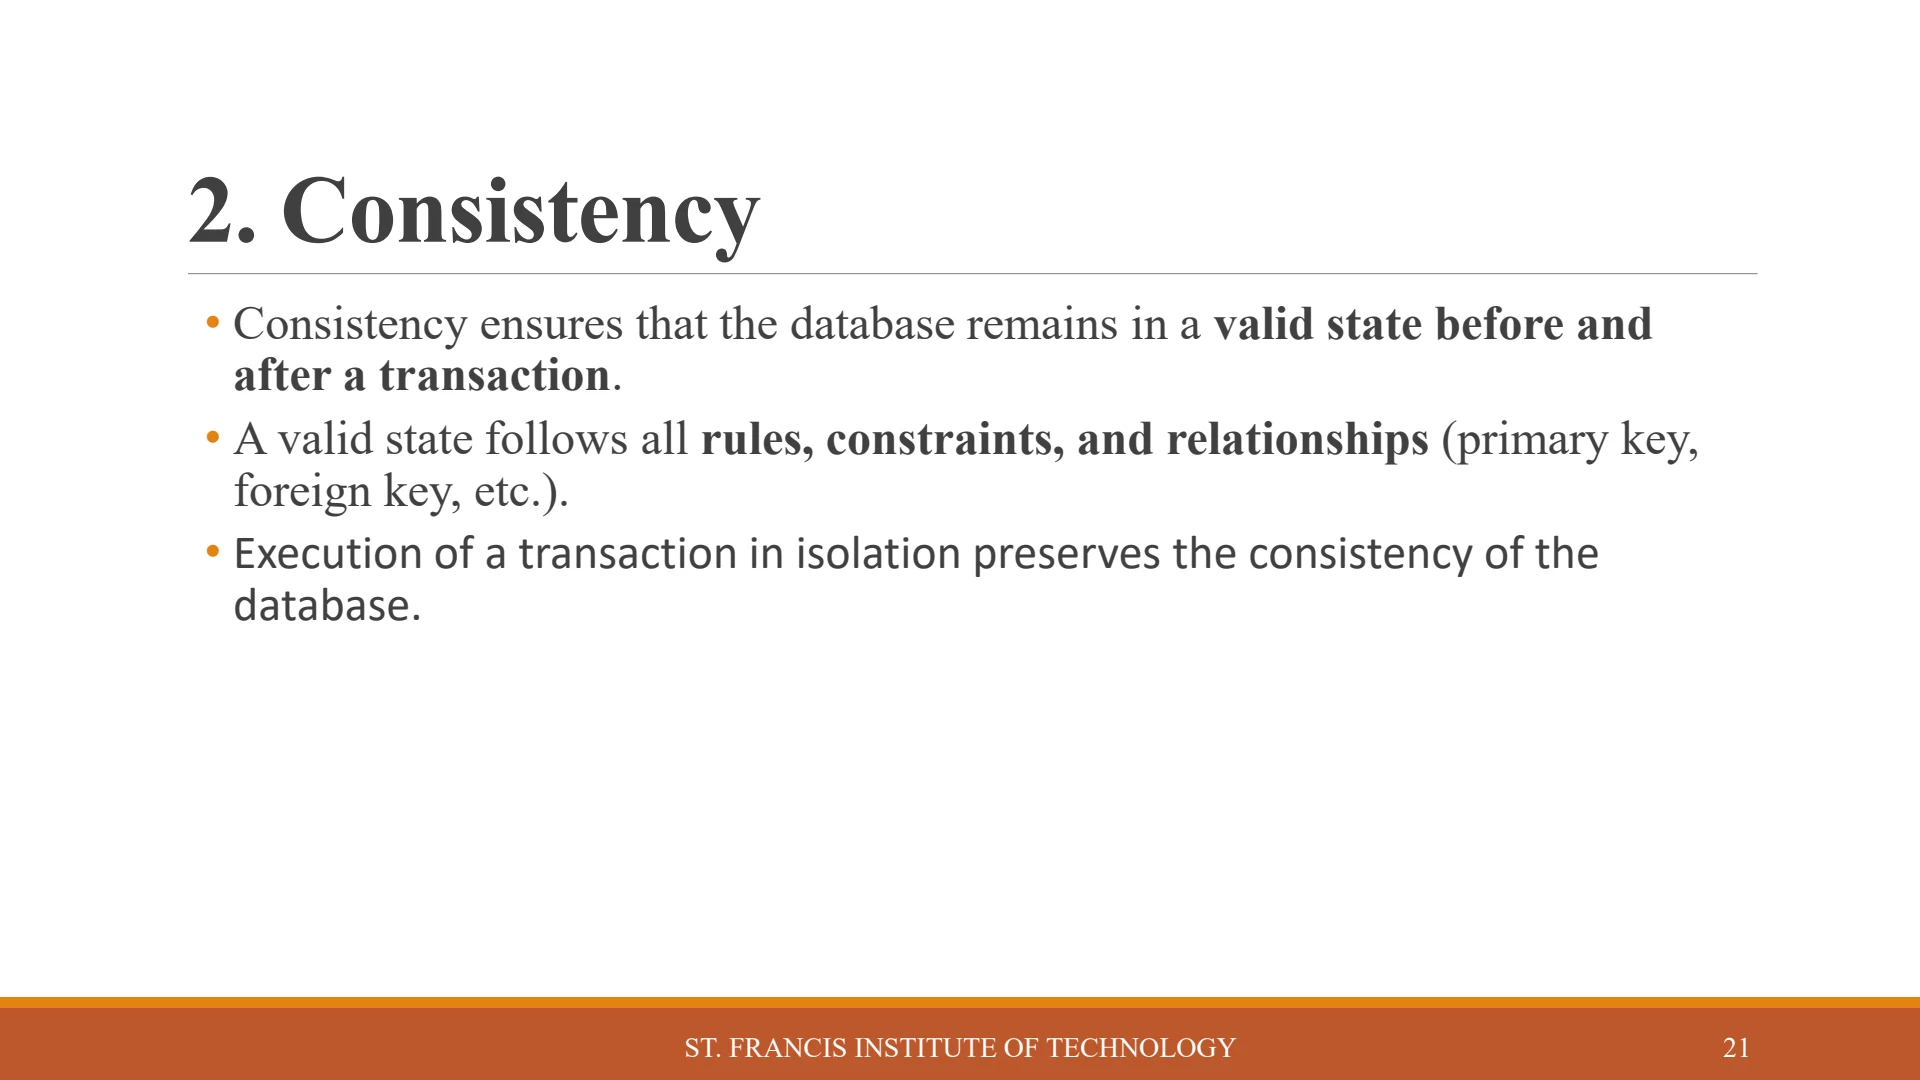 2. Consistency
• Consistency ensures that the database remains in a valid state before and
after a transaction.
• A valid state follows all rules, constraints, and relationships (primary key,
foreign key, etc.).
• Execution of a transaction in isolation preserves the consistency of the
database.
ST. FRANCIS INSTITUTE OF TECHNOLOGY
21